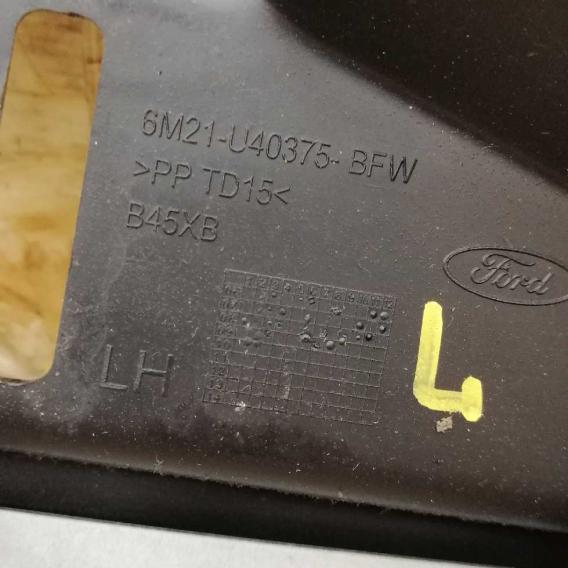 6M21-U40375-BFW
>PP TD15<
B45XB
Ford
LH
L